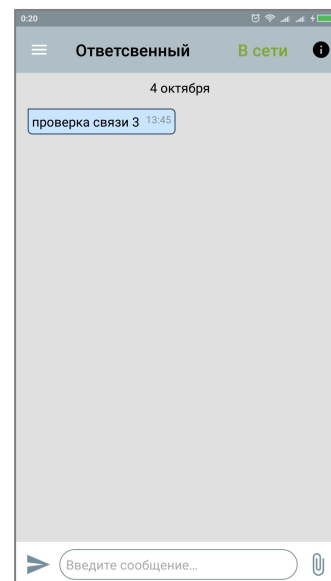 0:20
Ответсвенный В сети
4 октября
проверка связи 3 13:45
Введите сообщение...